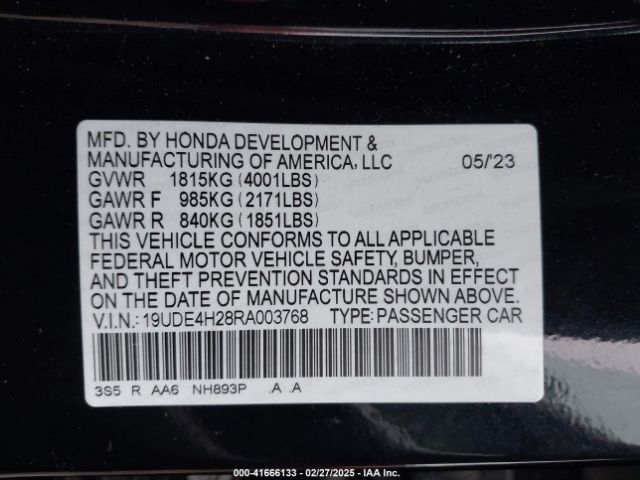 MFD. BY HONDA DEVELOPMENT &
MANUFACTURING OF AMERICA, LLC 05/'23
GVWR 1815KG (4001LBS)
GAWR F 985KG (2171LBS)
GAWR R 840KG (1851LBS)
THIS VEHICLE CONFORMS TO ALL APPLICABLE
FEDERAL MOTOR VEHICLE SAFETY, BUMPER,
AND THEFT PREVENTION STANDARDS IN EFFECT
ON THE DATE OF MANUFACTURE SHOWN ABOVE.
V.I.N.: 19UDE4H28RA003768 TYPE: PASSENGER CAR
3S5 R AA6 NH893P .A .A
000-41666133 - 02/27/2025 - IAA Inc.